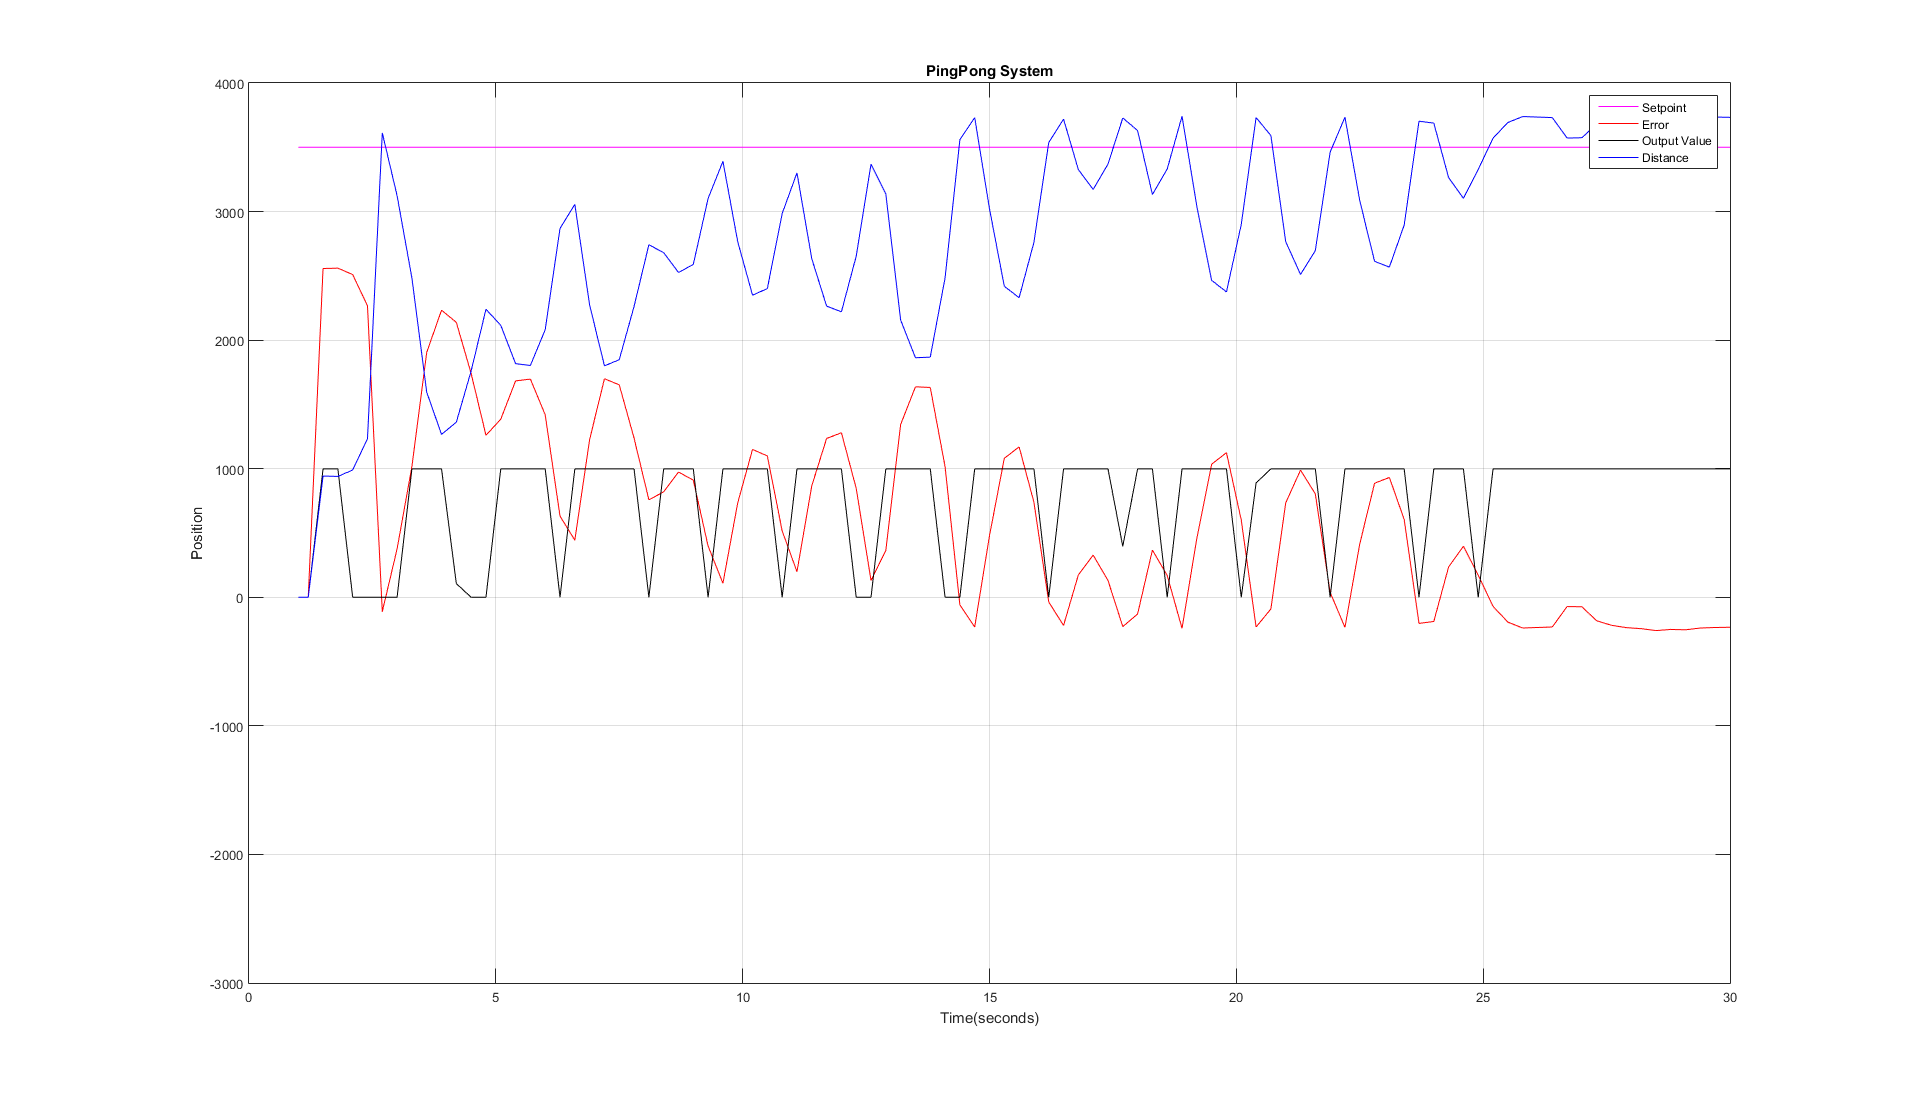 PingPong System
4000
3000
2000
1000
0
-1000
-2000
-3000
Position
Setpoint
Error
Output Value
Distance
0 5 10 15 20 25 30
Time(seconds)